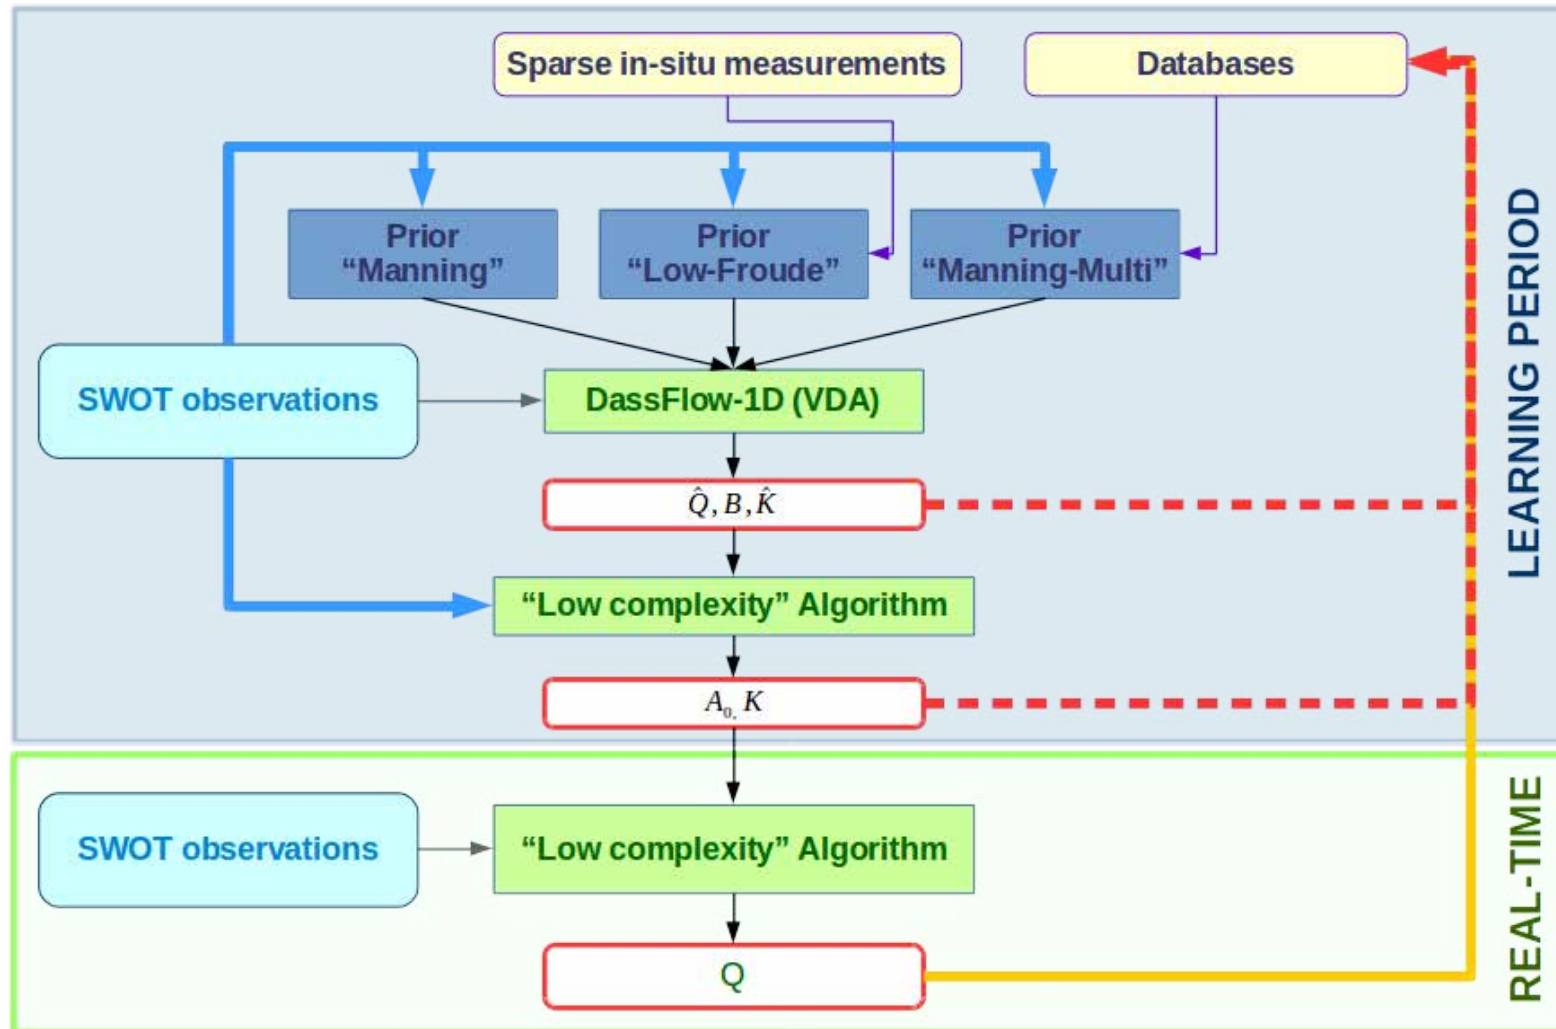 Sparse in-situ measurements
Databases
Prior
“Manning”
Prior
“Low-Froude”
Prior
“Manning-Multi”
SWOT observations
DassFlow-1D (VDA)
Q̂, B, K̂
“Low complexity” Algorithm
A₀, K
LEARNING PERIOD
SWOT observations
“Low complexity” Algorithm
Q
REAL-TIME